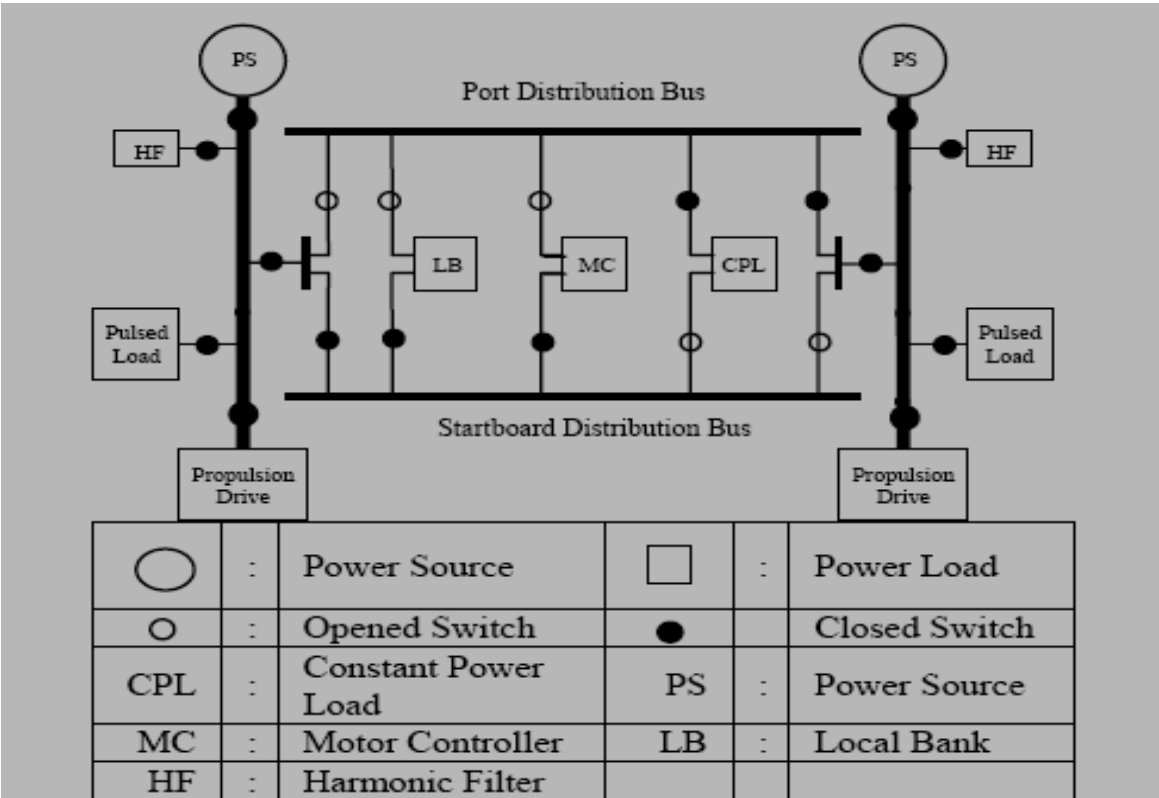 PS
PS
Port Distribution Bus
HF
HF
LB
MC
CPL
Pulsed
Load
Pulsed
Load
Startboard Distribution Bus
Propulsion
Drive
Propulsion
Drive
: Power Source : Power Load
: Opened Switch Closed Switch
CPL : Constant Power
Load
PS : Power Source
MC : Motor Controller LB : Local Bank
HF : Harmonic Filter